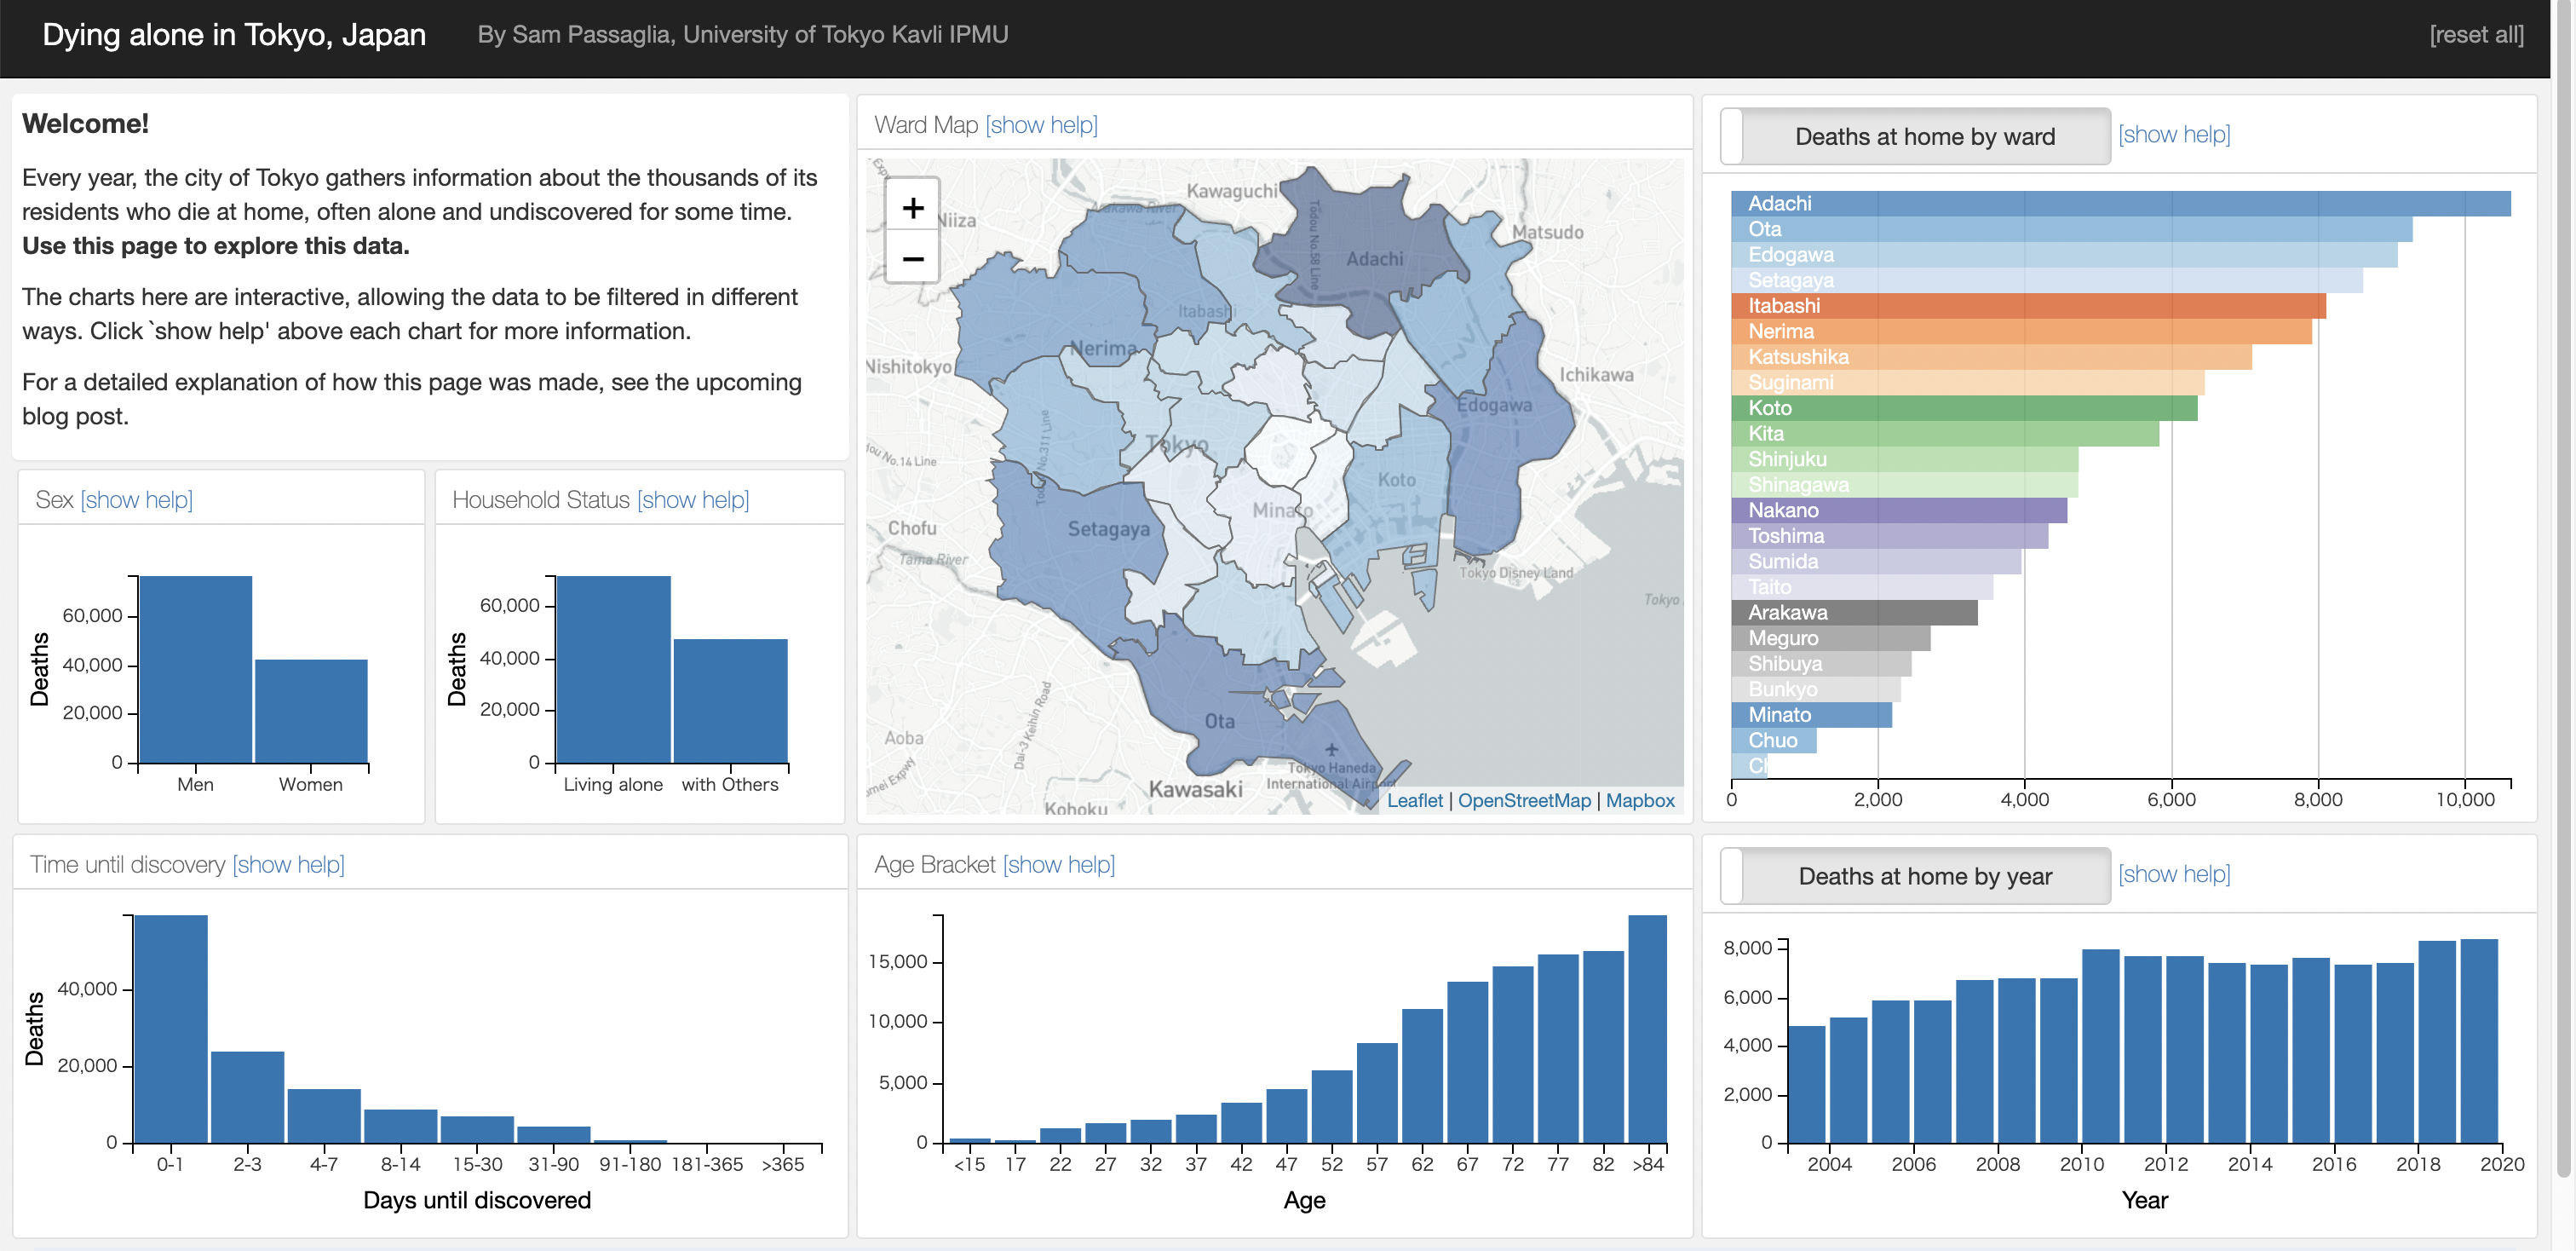 Dying alone in Tokyo, Japan
By Sam Passaglia, University of Tokyo Kavli IPMU
[reset all]
Welcome!
Every year, the city of Tokyo gathers information about the thousands of its
residents who die at home, often alone and undiscovered for some time.
Use this page to explore this data.
The charts here are interactive, allowing the data to be filtered in different
ways. Click `show help' above each chart for more information.
For a detailed explanation of how this page was made, see the upcoming
blog post.
Sex [show help]
Deaths
60,000
40,000
20,000
0
Men
Women
Household Status [show help]
Deaths
60,000
40,000
20,000
0
Living alone
with Others
Ward Map [show help]
+
−
Kawaguchi
Niiza
Arakawa River
Matsudo
Adachi
Itabashi
Nerima
Nishitokyo
Ichikawa
Edogawa
Tokyo
Koto
Minato
Chofu
Tama River
Setagaya
Tokyo Disney Land
Tokyo
Ota
Aoba
Dai-3 Keihin Road
Tokyo Haneda
International Airport
Kawasaki
Kohoku
Leaflet | OpenStreetMap | Mapbox
Deaths at home by ward
[show help]
Adachi
Ota
Edogawa
Setagaya
Itabashi
Nerima
Katsushika
Suginami
Koto
Kita
Shinjuku
Shinagawa
Nakano
Toshima
Sumida
Taito
Arakawa
Meguro
Shibuya
Bunkyo
Minato
Chuo
0
2,000
4,000
6,000
8,000
10,000
Time until discovery [show help]
Deaths
40,000
20,000
0
0-1
2-3
4-7
8-14
15-30
31-90
91-180
181-365
>365
Days until discovered
Age Bracket [show help]
15,000
10,000
5,000
0
<15
17
22
27
32
37
42
47
52
57
62
67
72
77
82
>84
Age
Deaths at home by year
[show help]
8,000
6,000
4,000
2,000
0
2004
2006
2008
2010
2012
2014
2016
2018
2020
Year